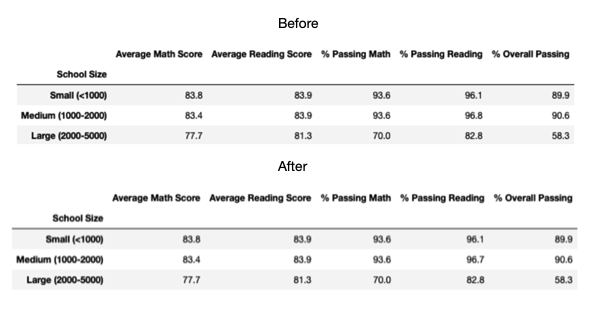 Before
Average Math Score Average Reading Score % Passing Math % Passing Reading % Overall Passing
School Size
Small (<1000) 83.8 83.9 93.6 96.1 89.9
Medium (1000-2000) 83.4 83.9 93.6 96.8 90.6
Large (2000-5000) 77.7 81.3 70.0 82.8 58.3
After
Average Math Score Average Reading Score % Passing Math % Passing Reading % Overall Passing
School Size
Small (<1000) 83.8 83.9 93.6 96.1 89.9
Medium (1000-2000) 83.4 83.9 93.6 96.7 90.6
Large (2000-5000) 77.7 81.3 70.0 82.8 58.3